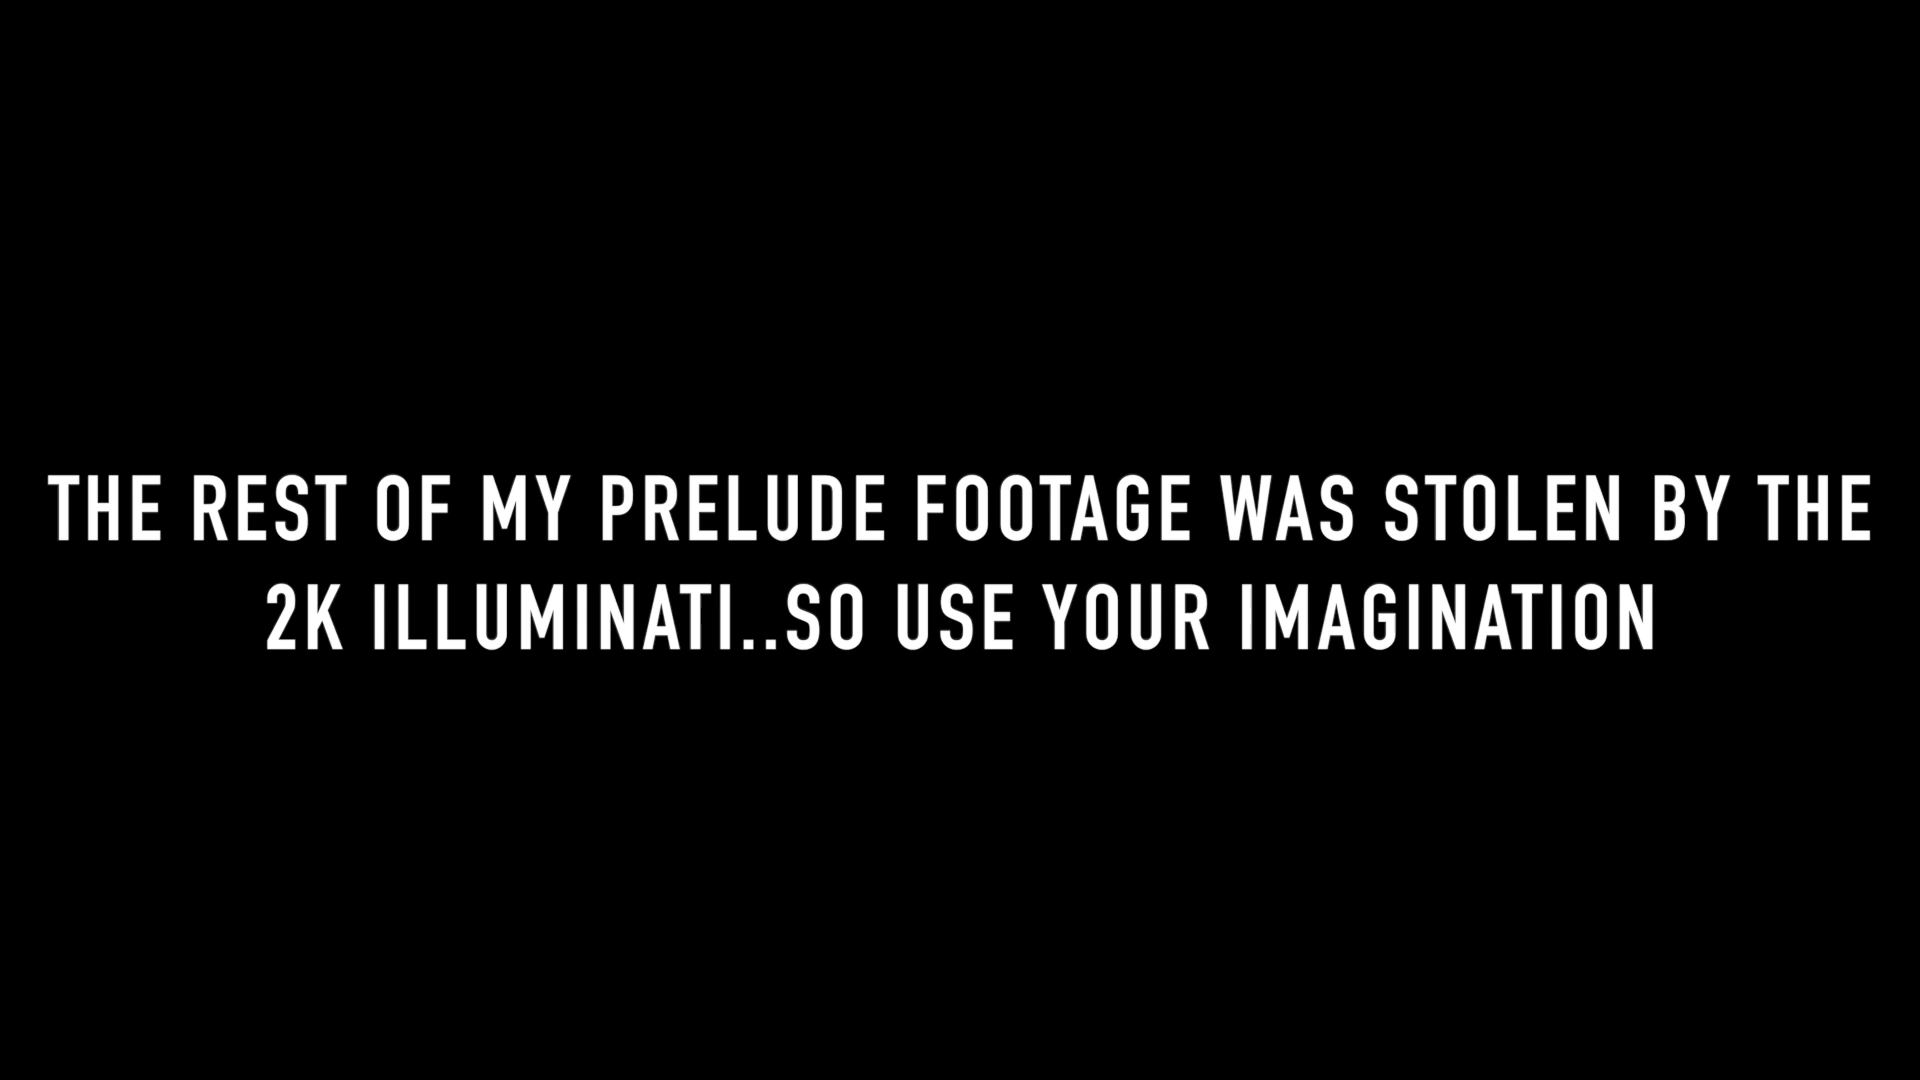 THE REST OF MY PRELUDE FOOTAGE WAS STOLEN BY THE
2K ILLUMINATI..SO USE YOUR IMAGINATION